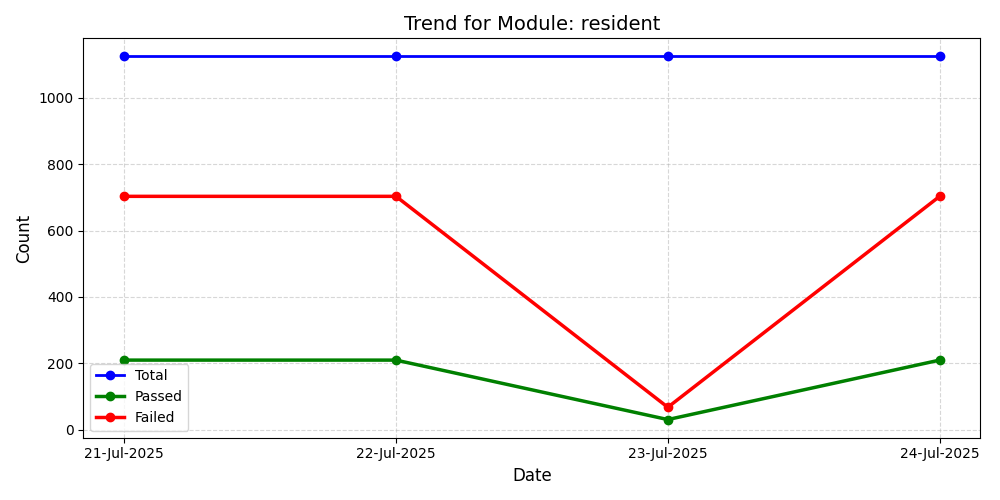 Trend for Module: resident
Count
1000
800
600
400
200
0
Total
Passed
Failed
21-Jul-2025
22-Jul-2025
23-Jul-2025
24-Jul-2025
Date